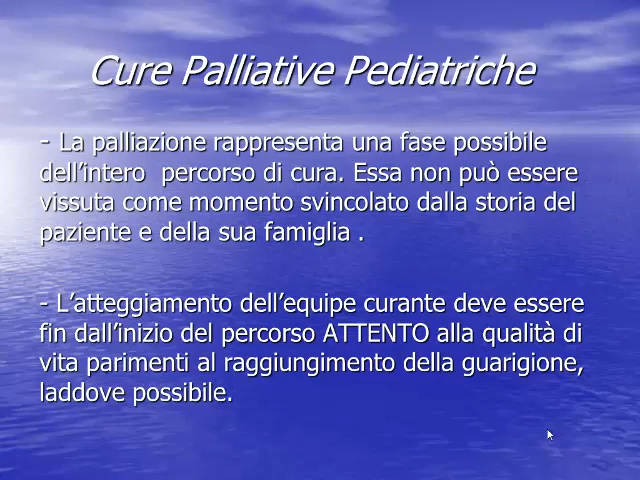 Cure Palliative Pediatriche
- La palliazione rappresenta una fase possibile
dell'intero  percorso di cura. Essa non può essere
vissuta come momento svincolato dalla storia del
paziente e della sua famiglia .
- L'atteggiamento dell'equipe curante deve essere
fin dall'inizio del percorso ATTENTO alla qualità di
vita parimenti al raggiungimento della guarigione,
laddove possibile.